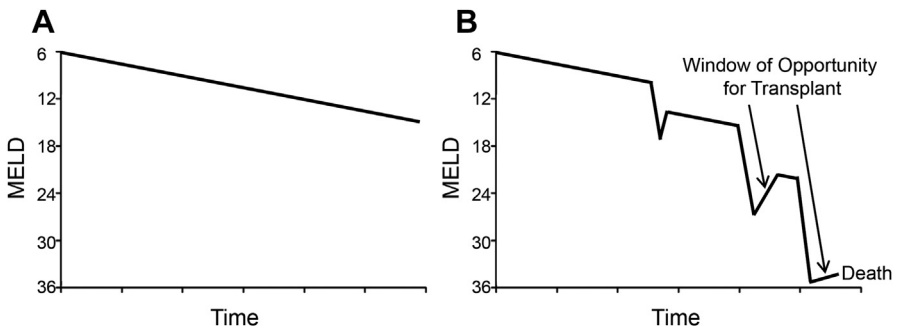 A
6
12
18
24
30
36
MELD
Time
B
6
12
18
24
30
36
MELD
Window of Opportunity
for Transplant
Death
Time